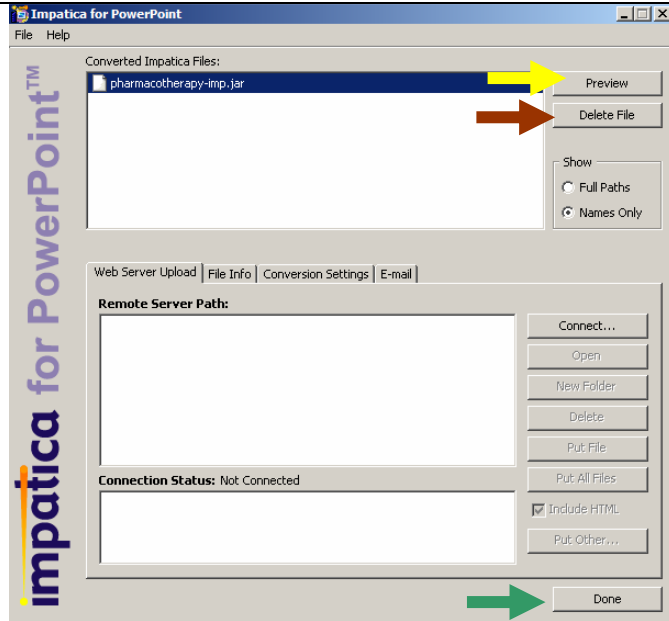 Impatica for PowerPoint
File Help
impatica for PowerPoint™
Converted Impatica Files:
pharmacotherapy-imp.jar
Preview
Delete File
Show
Full Paths
Names Only
Web Server Upload File Info Conversion Settings E-mail
Remote Server Path:
Connect...
Open
New Folder
Delete
Put File
Put All Files
Include HTML
Put Other...
Connection Status: Not Connected
Done